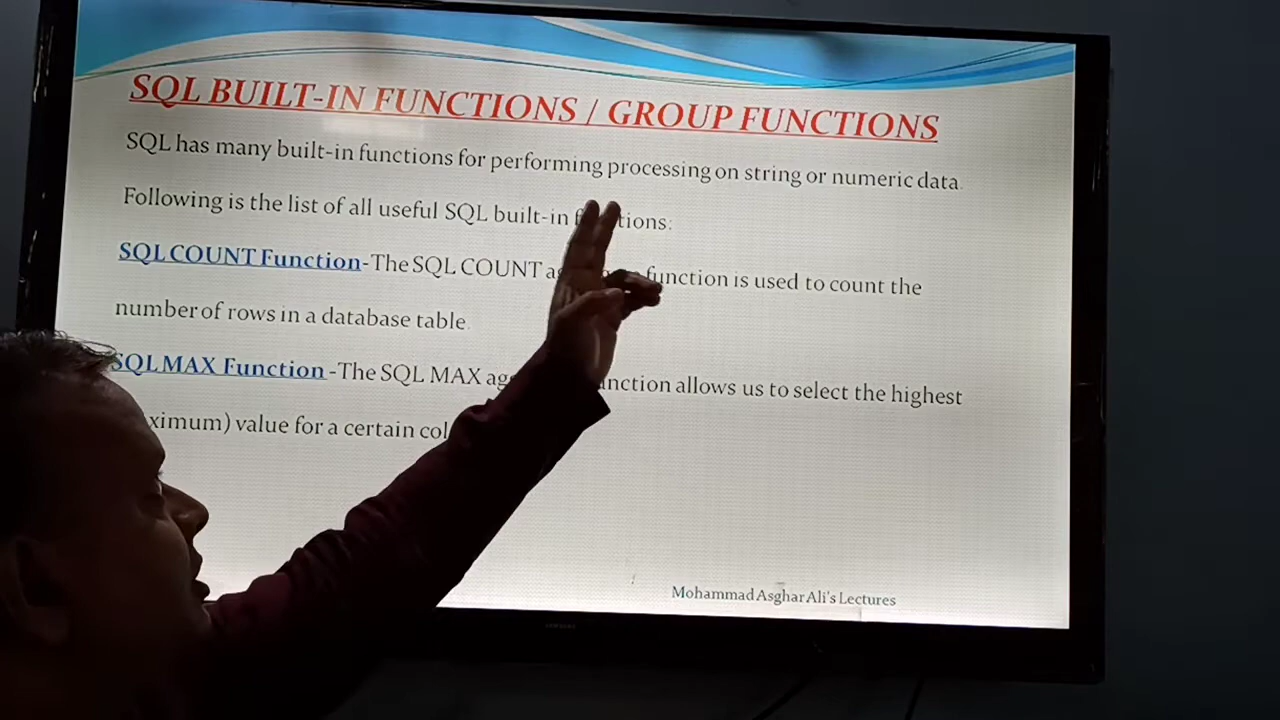 SQL BUILT-IN FUNCTIONS / GROUP FUNCTIONS
SQL has many built-in functions for performing processing on string or numeric data.
Following is the list of all useful SQL built-in
SQL COUNT Function-The SQL COUNT function is used to count the
number of rows in a database table.
SQL MAX Function -The SQL MAX allows us to select the highest
value for a certain
Mohammad Asghar Ali's Lectures
SAMSUNG